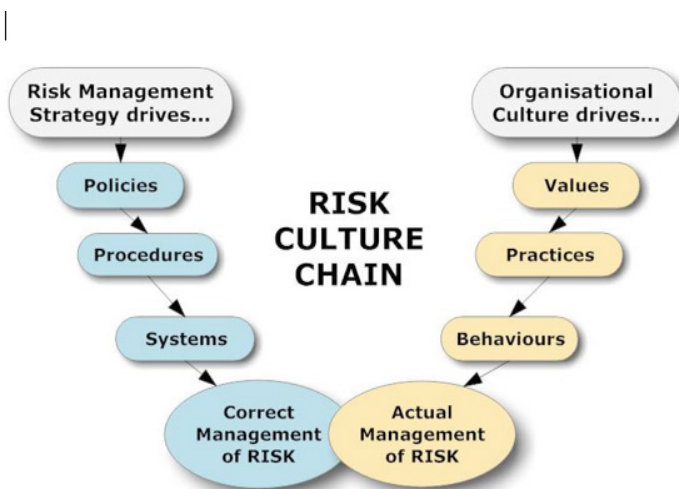 Risk Management
Strategy drives...
Organisational
Culture drives...
Policies
Values
RISK
CULTURE
CHAIN
Procedures
Practices
Systems
Behaviours
Correct
Management
of RISK
Actual
Management
of RISK